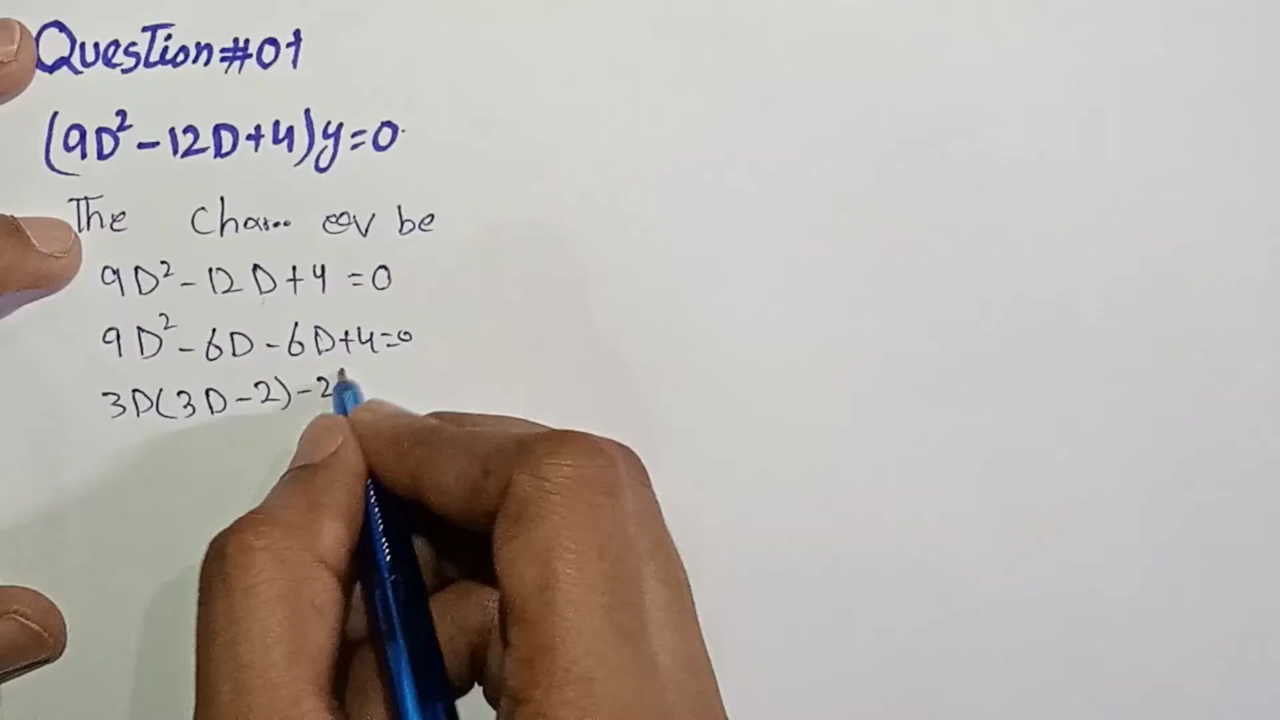 Question#01
(9D²-12D+4)y=0
The Char.. eq be
9D²-12D+4=0
9D²-6D-6D+4=0
3D(3D-2)-2